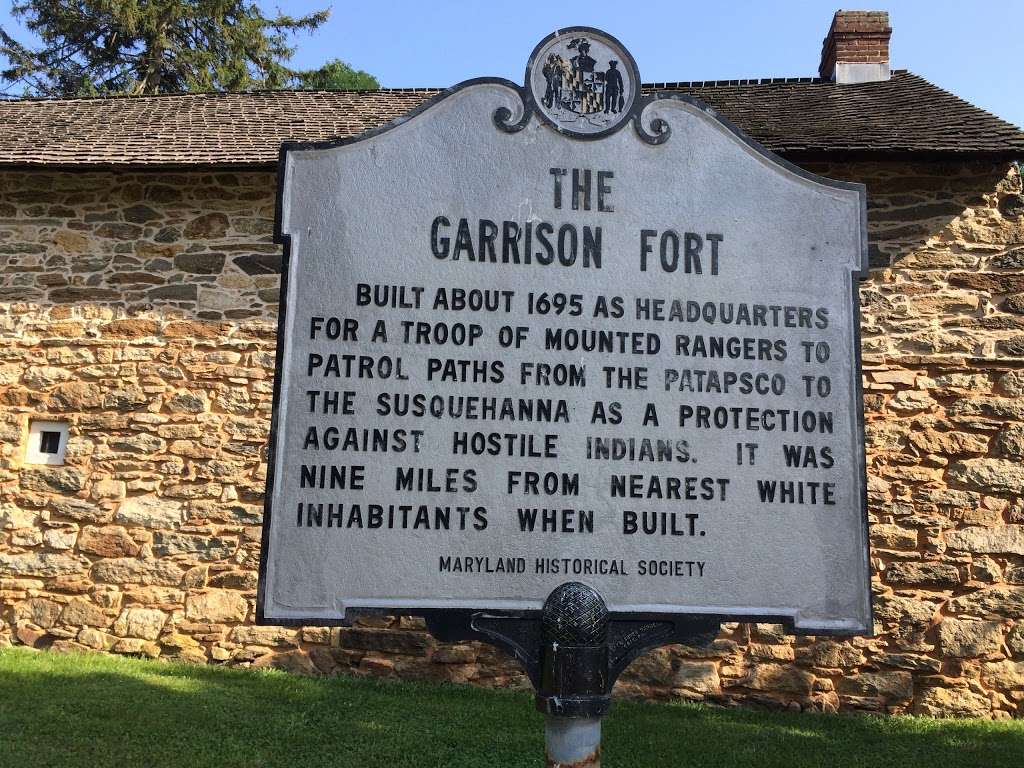 THE
GARRISON FORT
BUILT ABOUT 1695 AS HEADQUARTERS
FOR A TROOP OF MOUNTED RANGERS TO
PATROL PATHS FROM THE PATAPSCO TO
THE SUSQUEHANNA AS A PROTECTION
AGAINST HOSTILE INDIANS. IT WAS
NINE MILES FROM NEAREST WHITE
INHABITANTS WHEN BUILT.
MARYLAND HISTORICAL SOCIETY